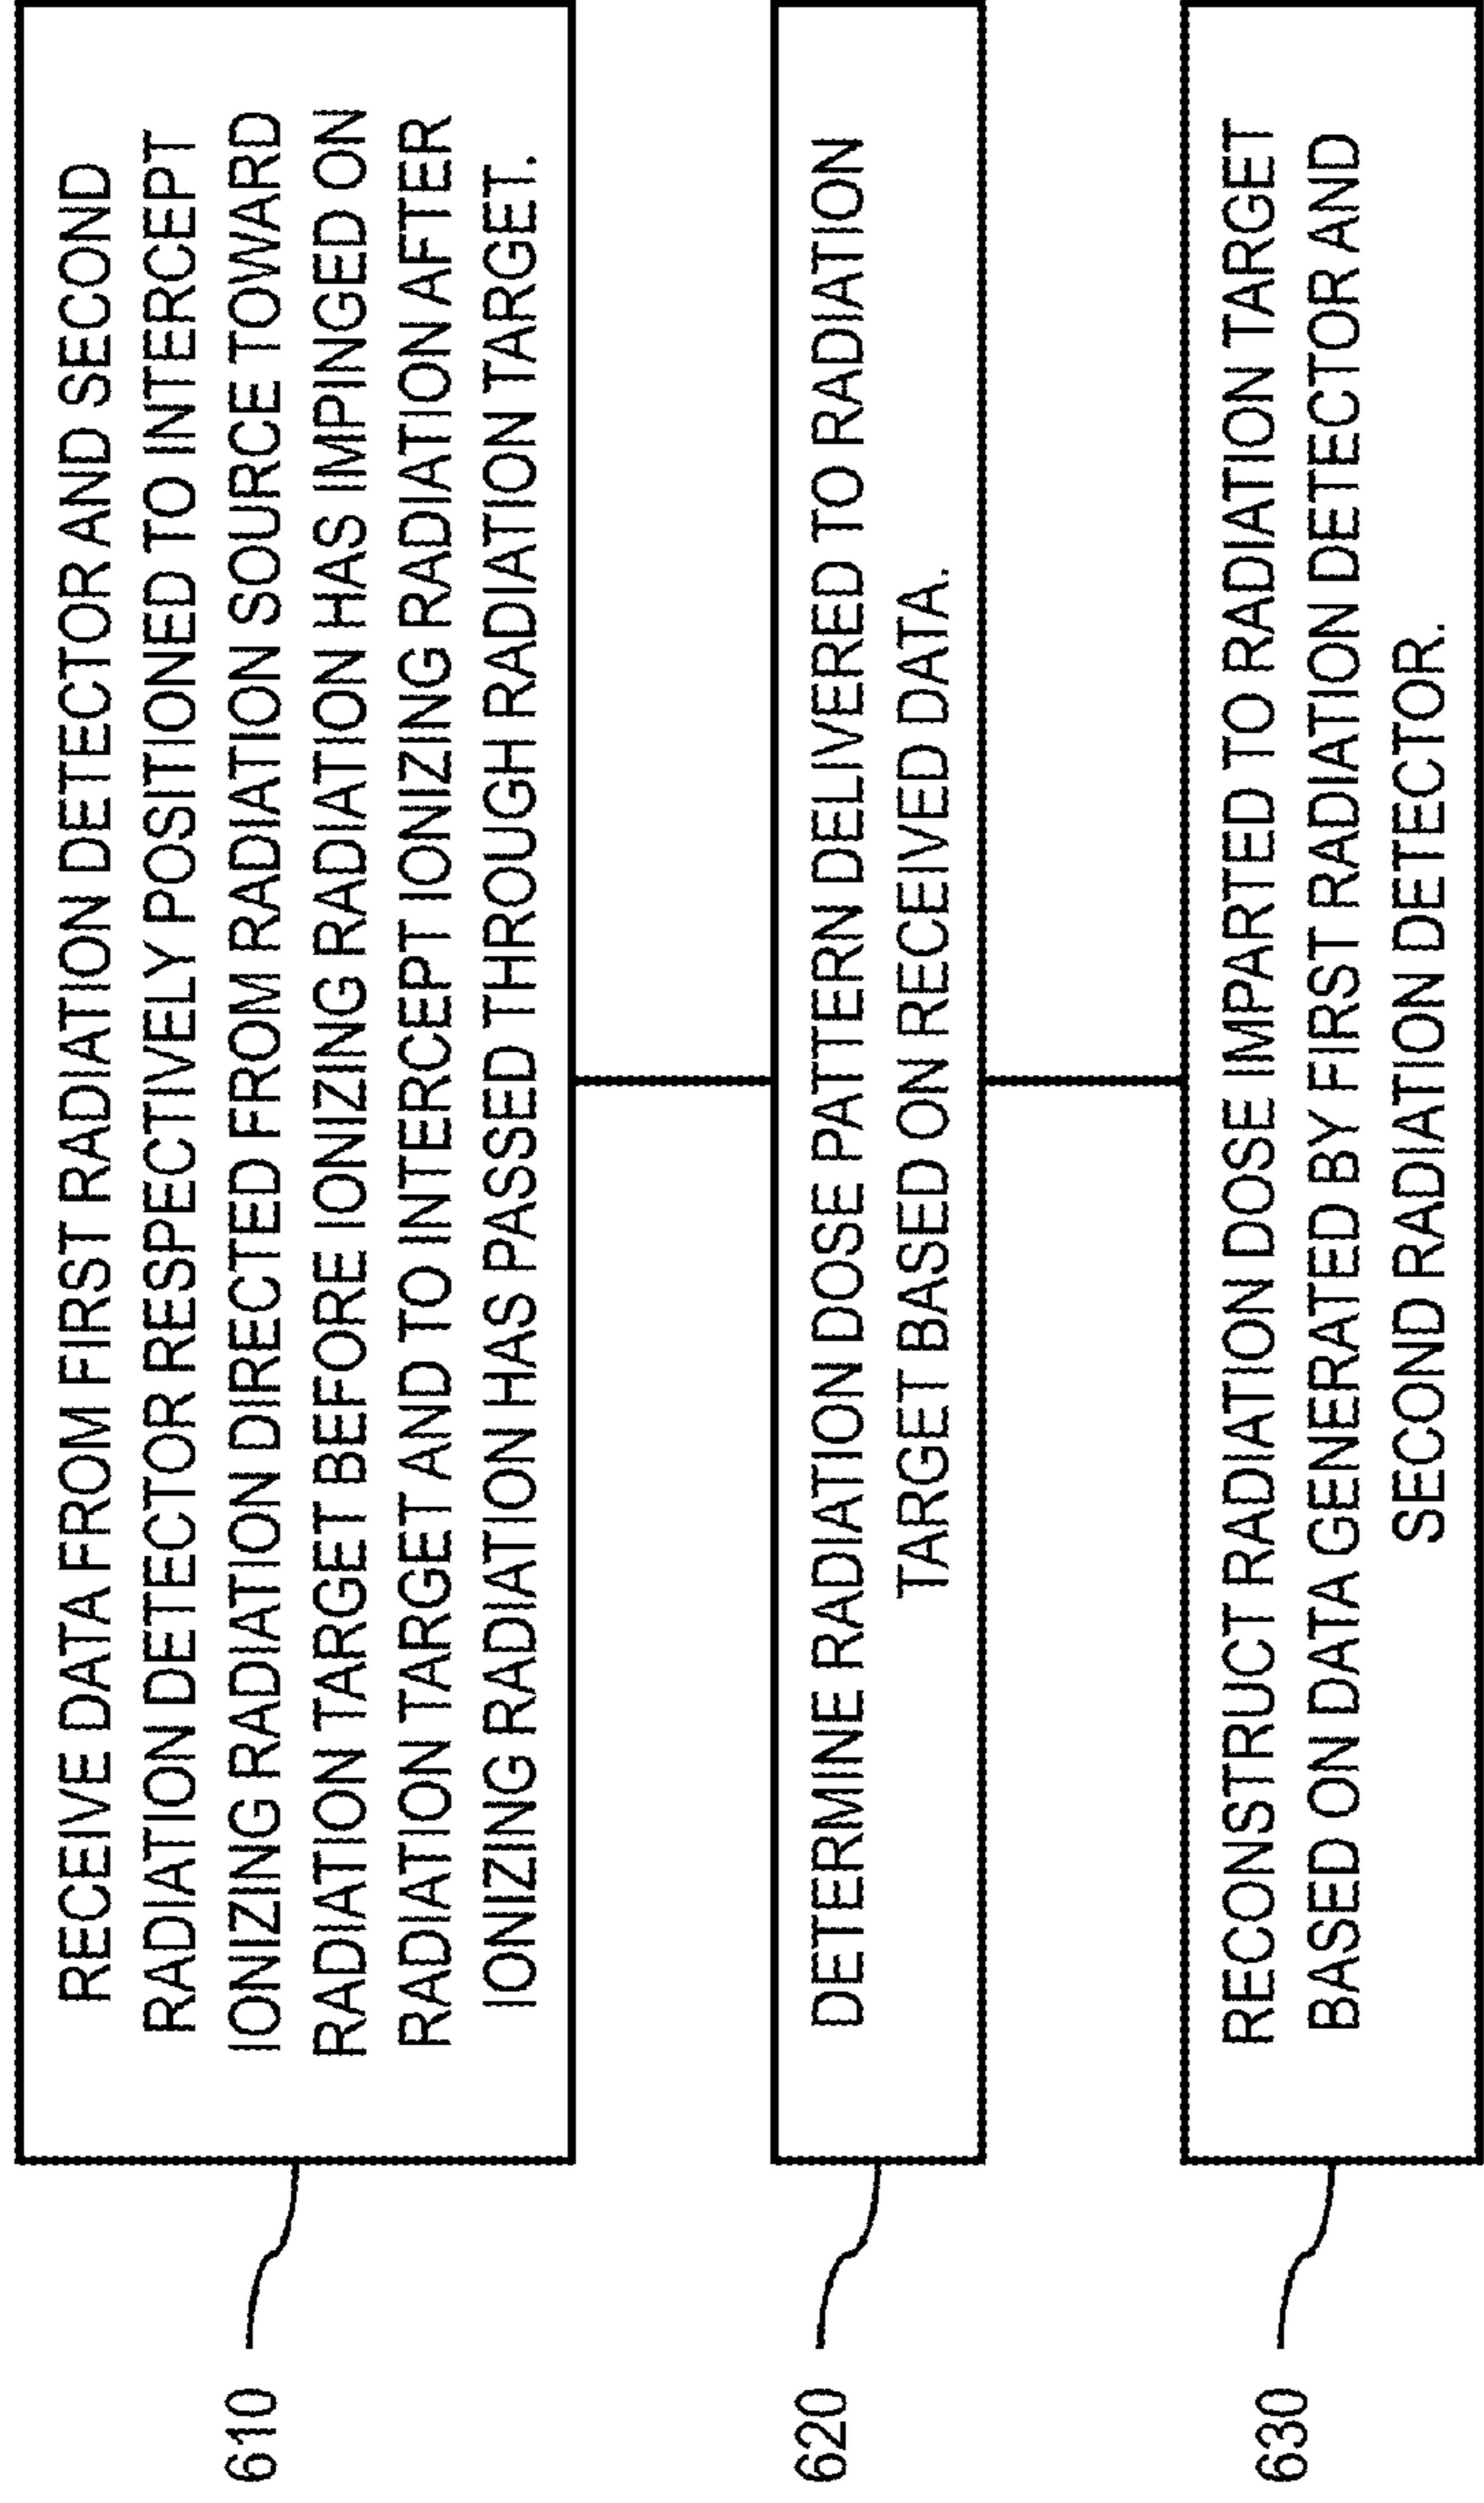 610
RECEIVE DATA FROM FIRST RADIATION DETECTOR AND SECOND
RADIATION DETECTOR RESPECTIVELY POSITIONED TO INTERCEPT
IONIZING RADIATION DIRECTED FROM RADIATION SOURCE TOWARD
RADIATION TARGET BEFORE IONIZING RADIATION HAS IMPINGED ON
RADIATION TARGET AND TO INTERCEPT IONIZING RADIATION AFTER
IONIZING RADIATION HAS PASSED THROUGH RADIATION TARGET.
620
DETERMINE RADIATION DOSE PATTERN DELIVERED TO RADIATION
TARGET BASED ON RECEIVED DATA.
630
RECONSTRUCT RADIATION DOSE IMPARTED TO RADIATION TARGET
BASED ON DATA GENERATED BY FIRST RADIATION DETECTOR AND
SECOND RADIATION DETECTOR.